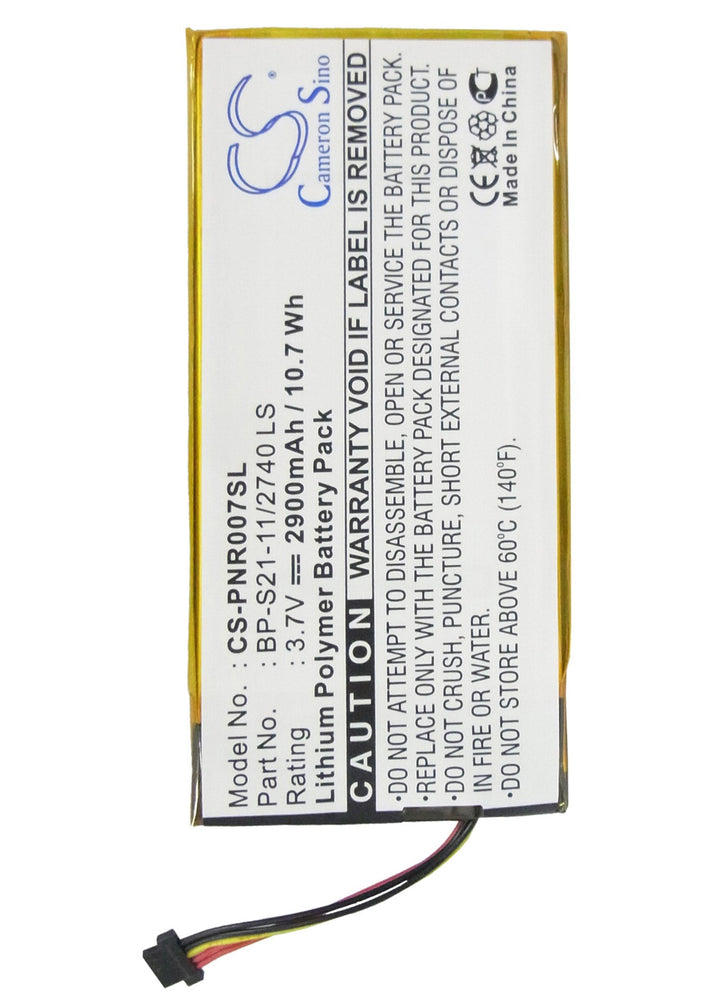 CS
Cameron Sino
Model No. : CS-PNR007SL
Part No. : BP-S21-11/2740 LS
Rating : 3.7V 2900mAh / 10.7 Wh
Lithium Polymer Battery Pack
CAUTION WARRANTY VOID IF LABEL IS REMOVED
•DO NOT ATTEMPT TO DISASSEMBLE, OPEN OR SERVICE THE BATTERY PACK.
•REPLACE ONLY WITH THE BATTERY PACK DESIGNATED FOR THIS PRODUCT.
•DO NOT CRUSH, PUNCTURE, SHORT EXTERNAL CONTACTS OR DISPOSE OF
IN FIRE OR WATER.
•DO NOT STORE ABOVE 60°C (140°F).
CE PCT
Made In China